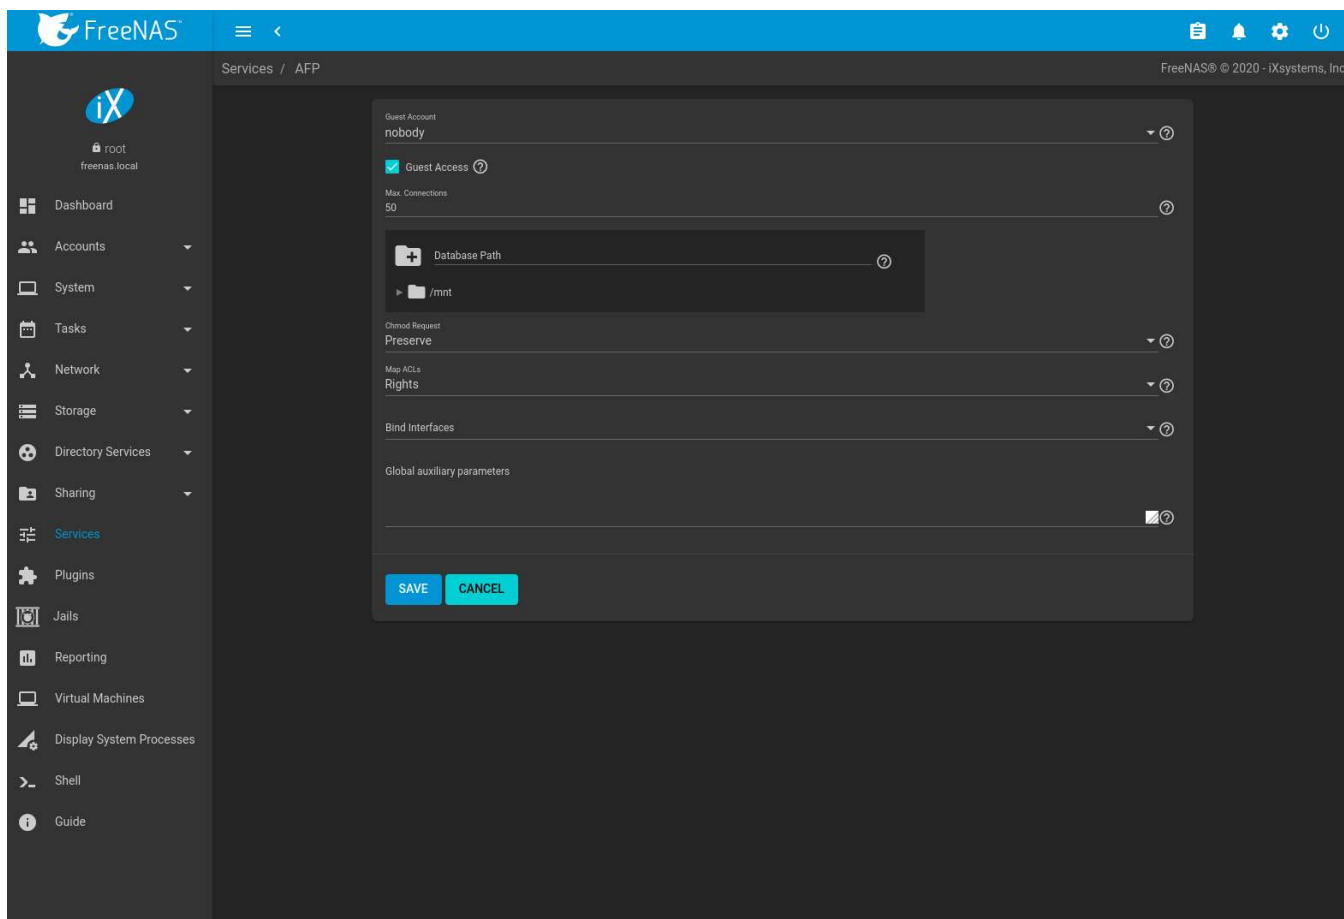 FreeNAS™
Services / AFP
FreeNAS® © 2020 - iXsystems, Inc
iX
root
freenas.local
Dashboard
Accounts
System
Tasks
Network
Storage
Directory Services
Sharing
Services
Plugins
Jails
Reporting
Virtual Machines
Display System Processes
Shell
Guide
Guest Account
nobody
Guest Access
Max. Connections
50
Database Path
/mnt
Chmod Request
Preserve
Map ACLs
Rights
Bind Interfaces
Global auxiliary parameters
SAVE CANCEL